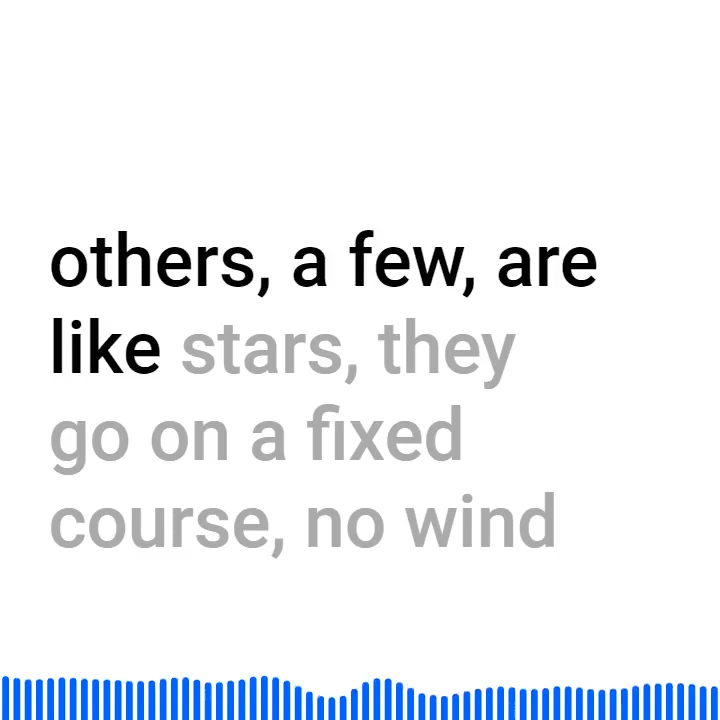 others, a few, are
like stars, they
go on a fixed
course, no wind